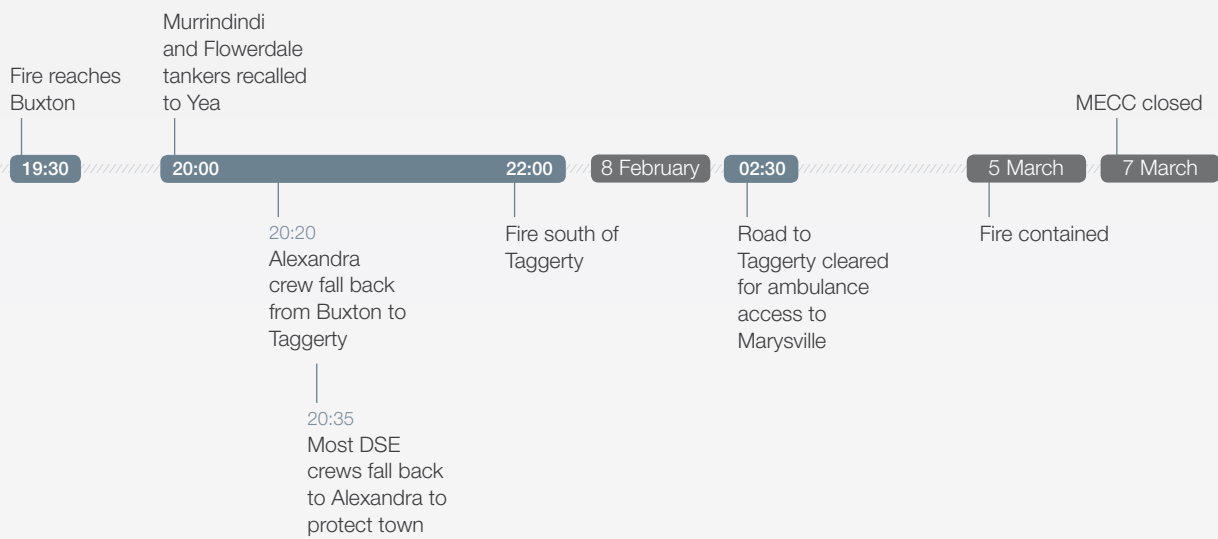 Fire reaches
Buxton
Murrindindi
and Flowerdale
tankers recalled
to Yea
MECC closed
19:30
20:00
22:00
8 February
02:30
5 March
7 March
20:20
Alexandra
crew fall back
from Buxton to
Taggerty
20:35
Most DSE
crews fall back
to Alexandra to
protect town
Fire south of
Taggerty
Road to
Taggerty cleared
for ambulance
access to
Marysville
Fire contained